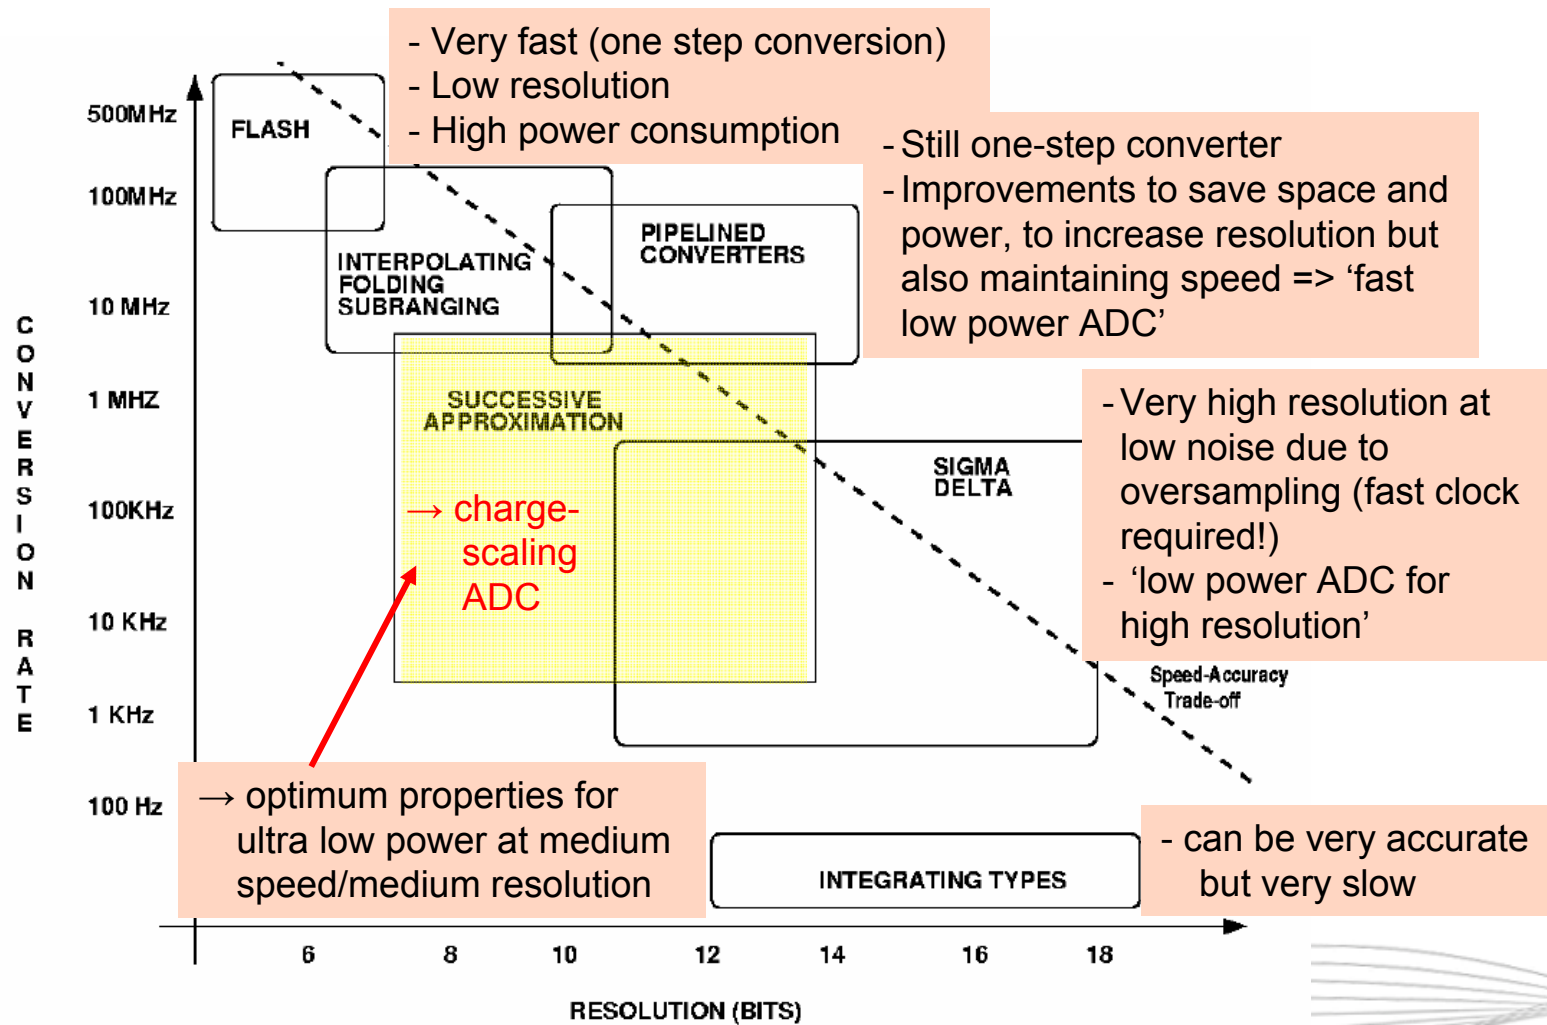 - Very fast (one step conversion)
- Low resolution
- High power consumption
- Still one-step converter
- Improvements to save space and
power, to increase resolution but
also maintaining speed => ‘fast
low power ADC’
500MHz
100MHz
10 MHz
1 MHZ
100KHz
10 KHz
1 KHz
100 Hz
CONVERSION RATE
FLASH
INTERPOLATING
FOLDING
SUBRANGING
PIPELINED
CONVERTERS
SUCCESSIVE
APPROXIMATION
→ charge-
scaling
ADC
SIGMA
DELTA
- Very high resolution at
low noise due to
oversampling (fast clock
required!)
- ‘low power ADC for
high resolution’
Speed-Accuracy
Trade-off
→ optimum properties for
ultra low power at medium
speed/medium resolution
INTEGRATING TYPES
- can be very accurate
but very slow
6 8 10 12 14 16 18
RESOLUTION (BITS)